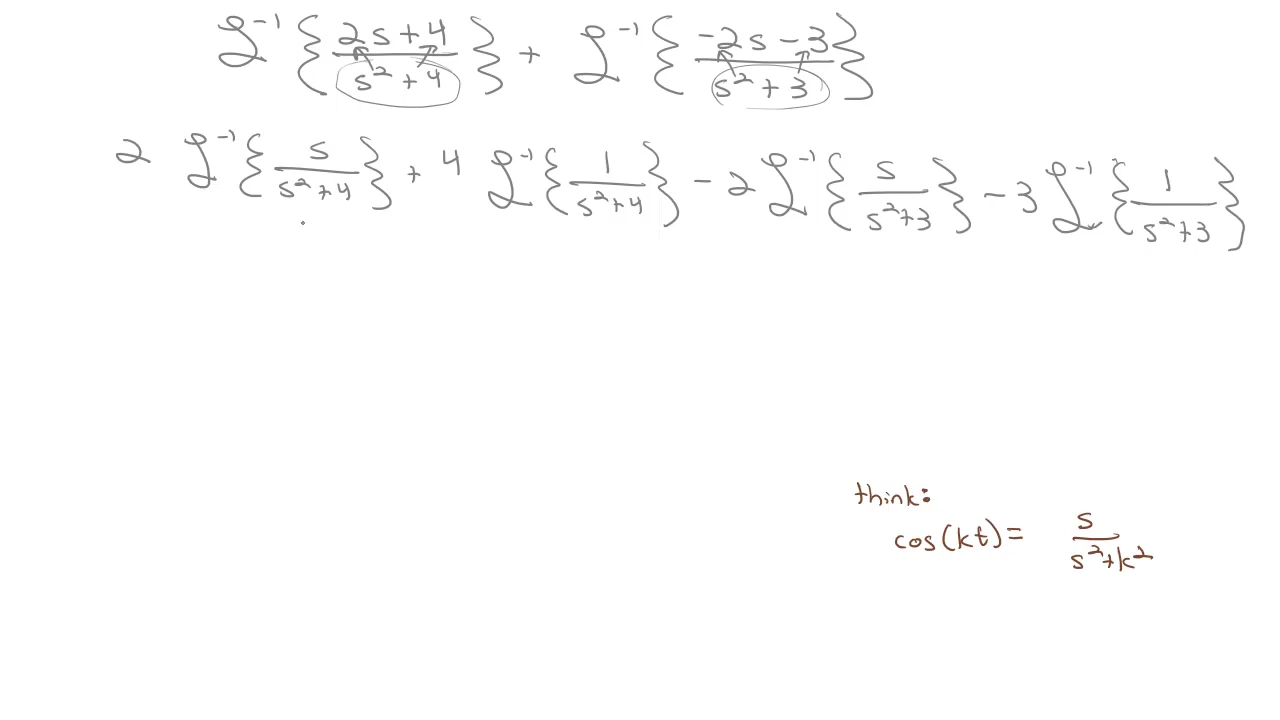 ℒ⁻¹ { (2s + 4)/(s² + 4) } + ℒ⁻¹ { (-2s - 3)/(s² + 3) }
2 ℒ⁻¹ { s/(s² + 4) } + 4 ℒ⁻¹ { 1/(s² + 4) } - 2 ℒ⁻¹ { s/(s² + 3) } - 3 ℒ⁻¹ { 1/(s² + 3) }
think:
cos(kt) = s/(s² + k²)